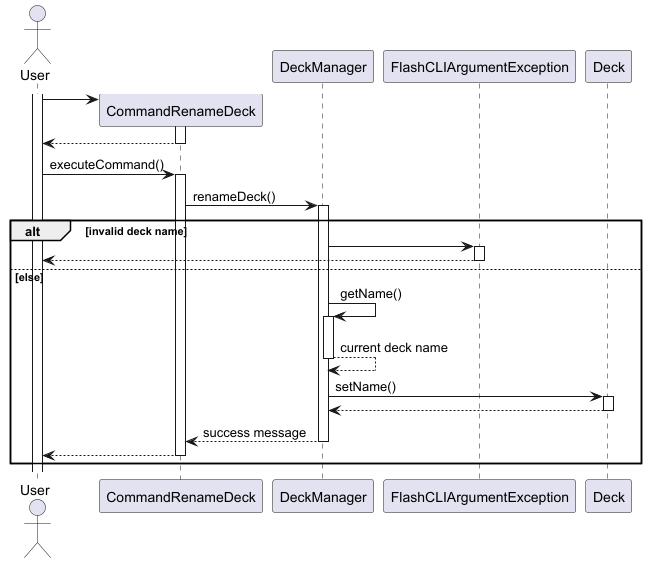 User
DeckManager
FlashCLIArgumentException
Deck
CommandRenameDeck
executeCommand()
renameDeck()
alt
[invalid deck name]
[else]
getName()
current deck name
setName()
success message
User
CommandRenameDeck
DeckManager
FlashCLIArgumentException
Deck